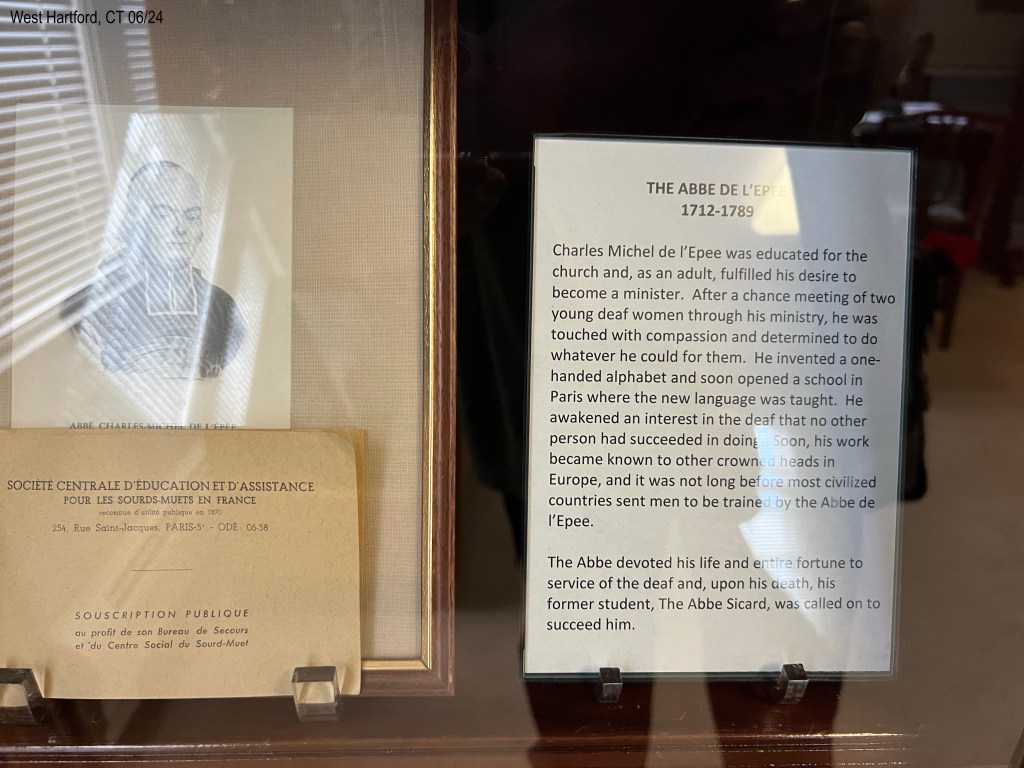 West Hartford, CT 06/24
ABBÉ CHARLES-MICHEL DE L'ÉPÉE
SOCIÉTÉ CENTRALE D'ÉDUCATION ET D'ASSISTANCE
POUR LES SOURDS-MUETS EN FRANCE
reconnue d'utilité publique en 1870
254, Rue Saint-Jacques, PARIS-5e - ODÉ : 06-58
SOUSCRIPTION PUBLIQUE
au profit de son Bureau de Secours
et du Centre Social du Sourd-Muet
THE ABBE DE L'EPEE
1712-1789
Charles Michel de l'Epee was educated for the
church and, as an adult, fulfilled his desire to
become a minister. After a chance meeting of two
young deaf women through his ministry, he was
touched with compassion and determined to do
whatever he could for them. He invented a one-
handed alphabet and soon opened a school in
Paris where the new language was taught. He
awakened an interest in the deaf that no other
person had succeeded in doing. Soon, his work
became known to other crowned heads in
Europe, and it was not long before most civilized
countries sent men to be trained by the Abbe de
l'Epee.
The Abbe devoted his life and entire fortune to
service of the deaf and, upon his death, his
former student, The Abbe Sicard, was called on to
succeed him.